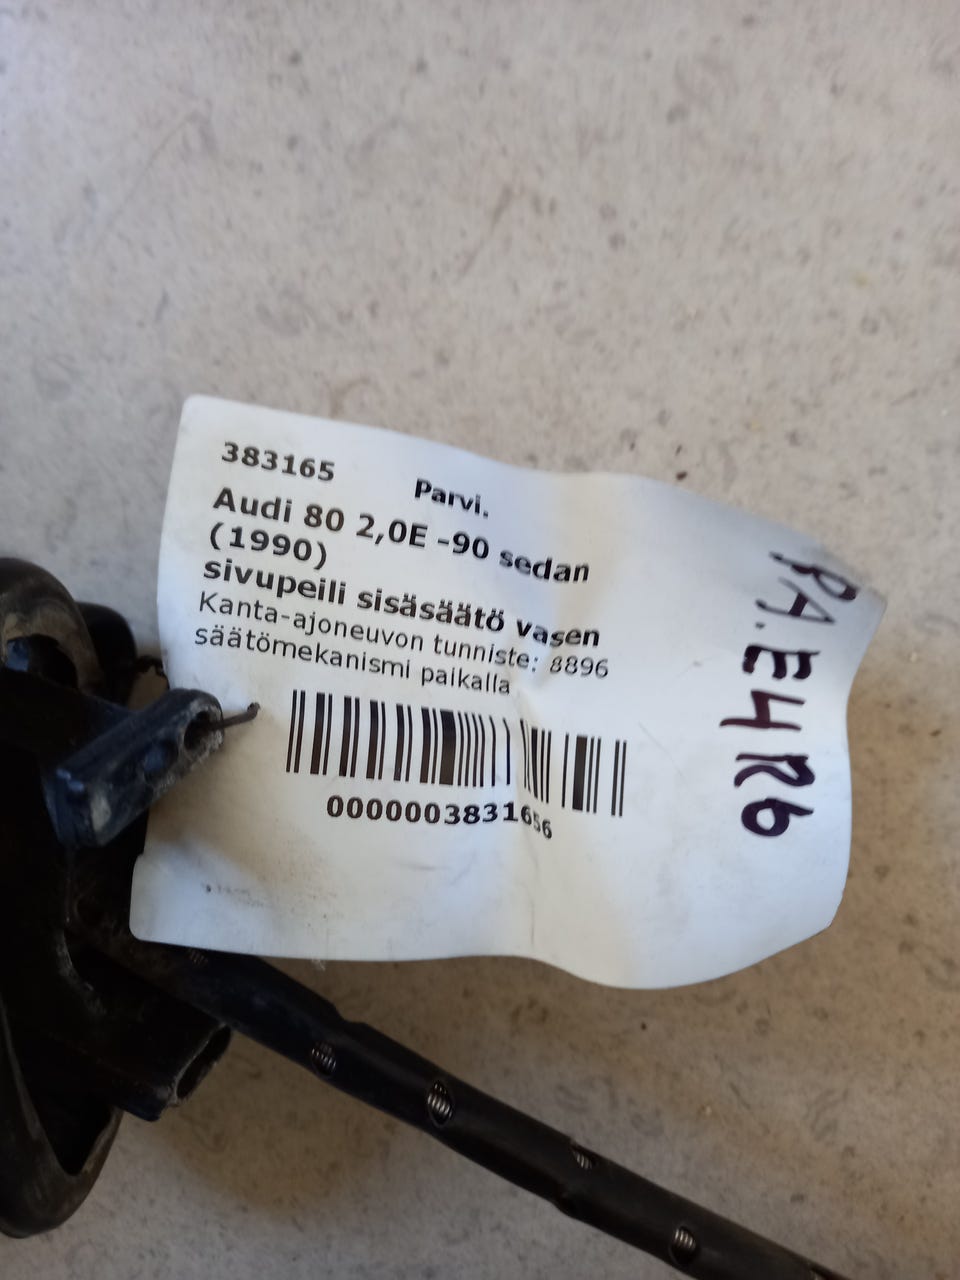 383165
Parvi.
Audi 80 2,0E -90 sedan
(1990)
sivupeili sisäsäätö vasen
Kanta-ajoneuvon tunniste: 8896
säätömekanismi paikalla
0000003831656
PA.E4R6